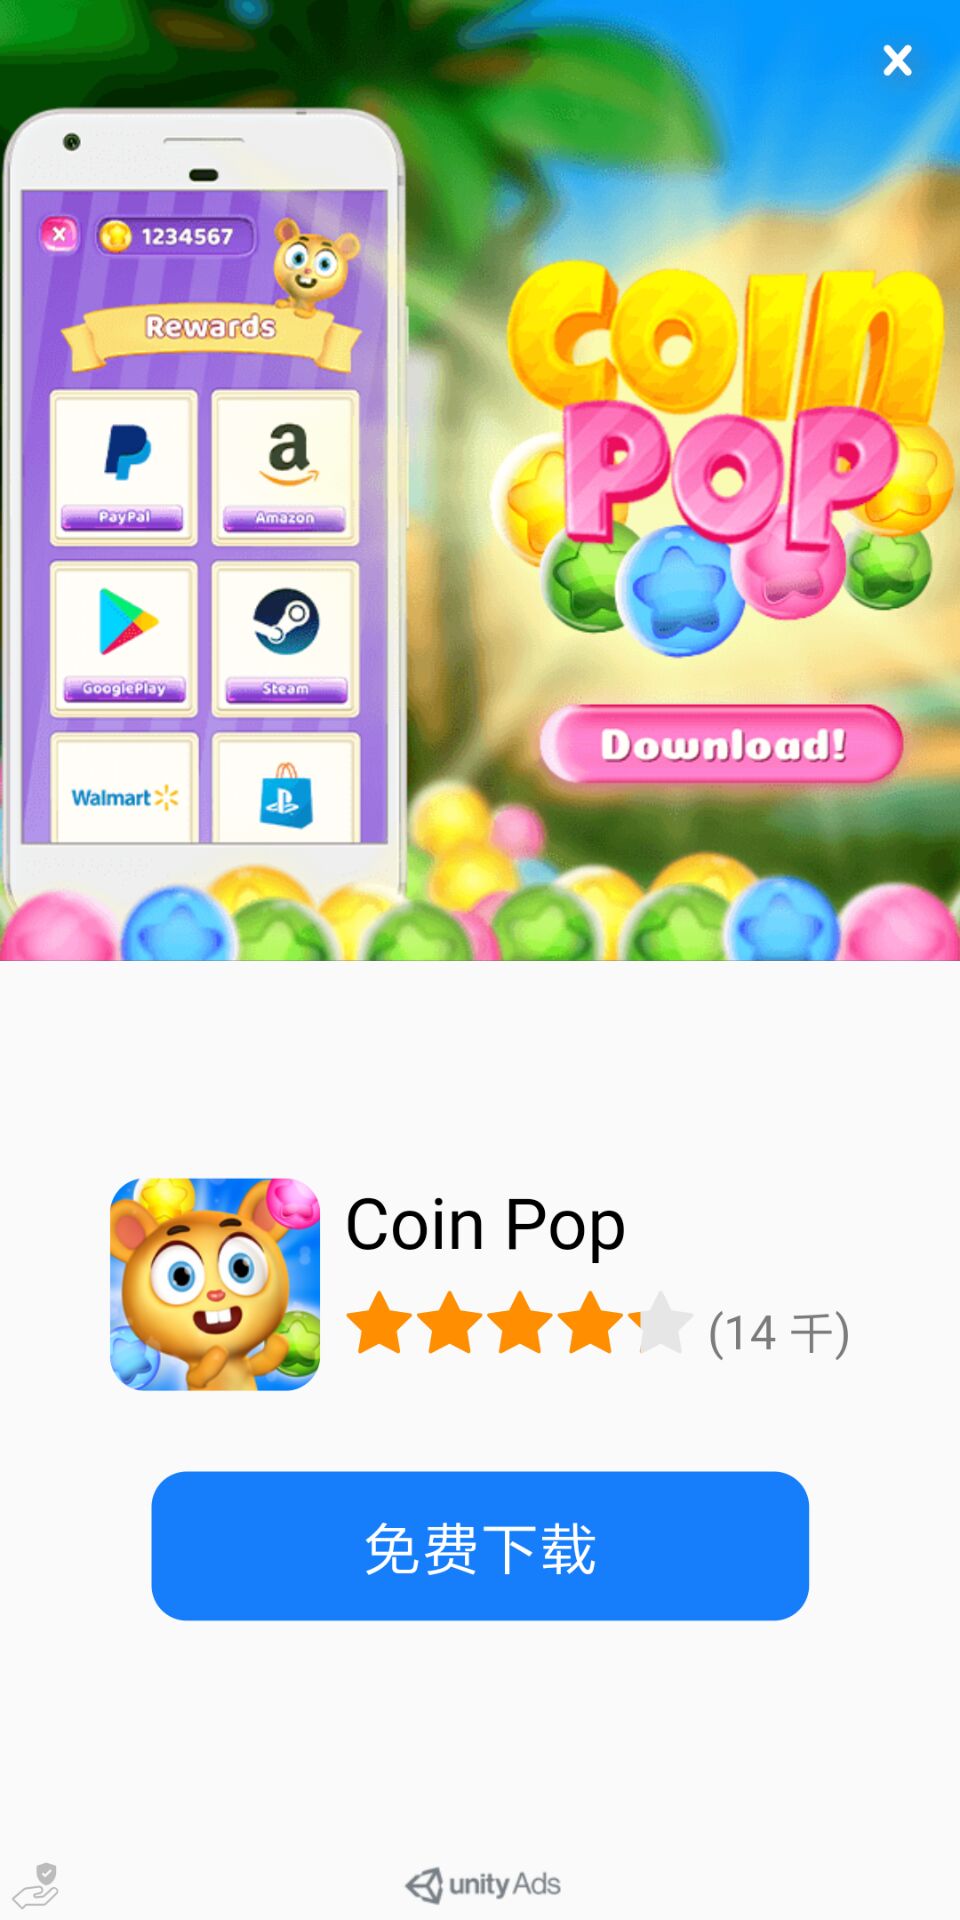 X
1234567
Rewards
PayPal
a
Amazon
GooglePlay
Steam
Walmart
COIN
POP
Download!
Coin Pop
(14 千)
免费下载
unity Ads